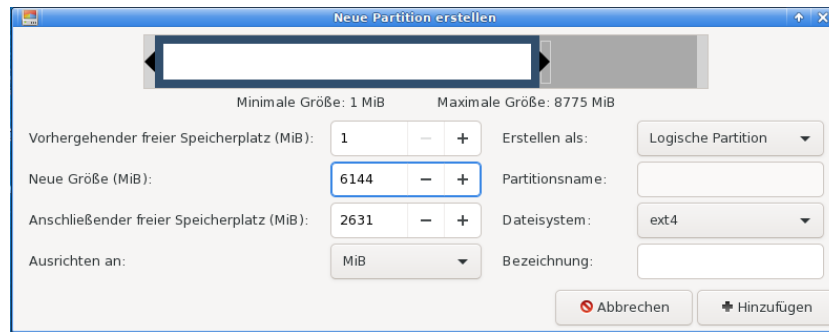 Neue Partition erstellen
Minimale Größe: 1 MiB Maximale Größe: 8775 MiB
Vorhergehender freier Speicherplatz (MiB): 1 Erstellen als: Logische Partition
Neue Größe (MiB): 6144 Partitionsname:
Anschließender freier Speicherplatz (MiB): 2631 Dateisystem: ext4
Ausrichten an: MiB Bezeichnung:
Abbrechen Hinzufügen